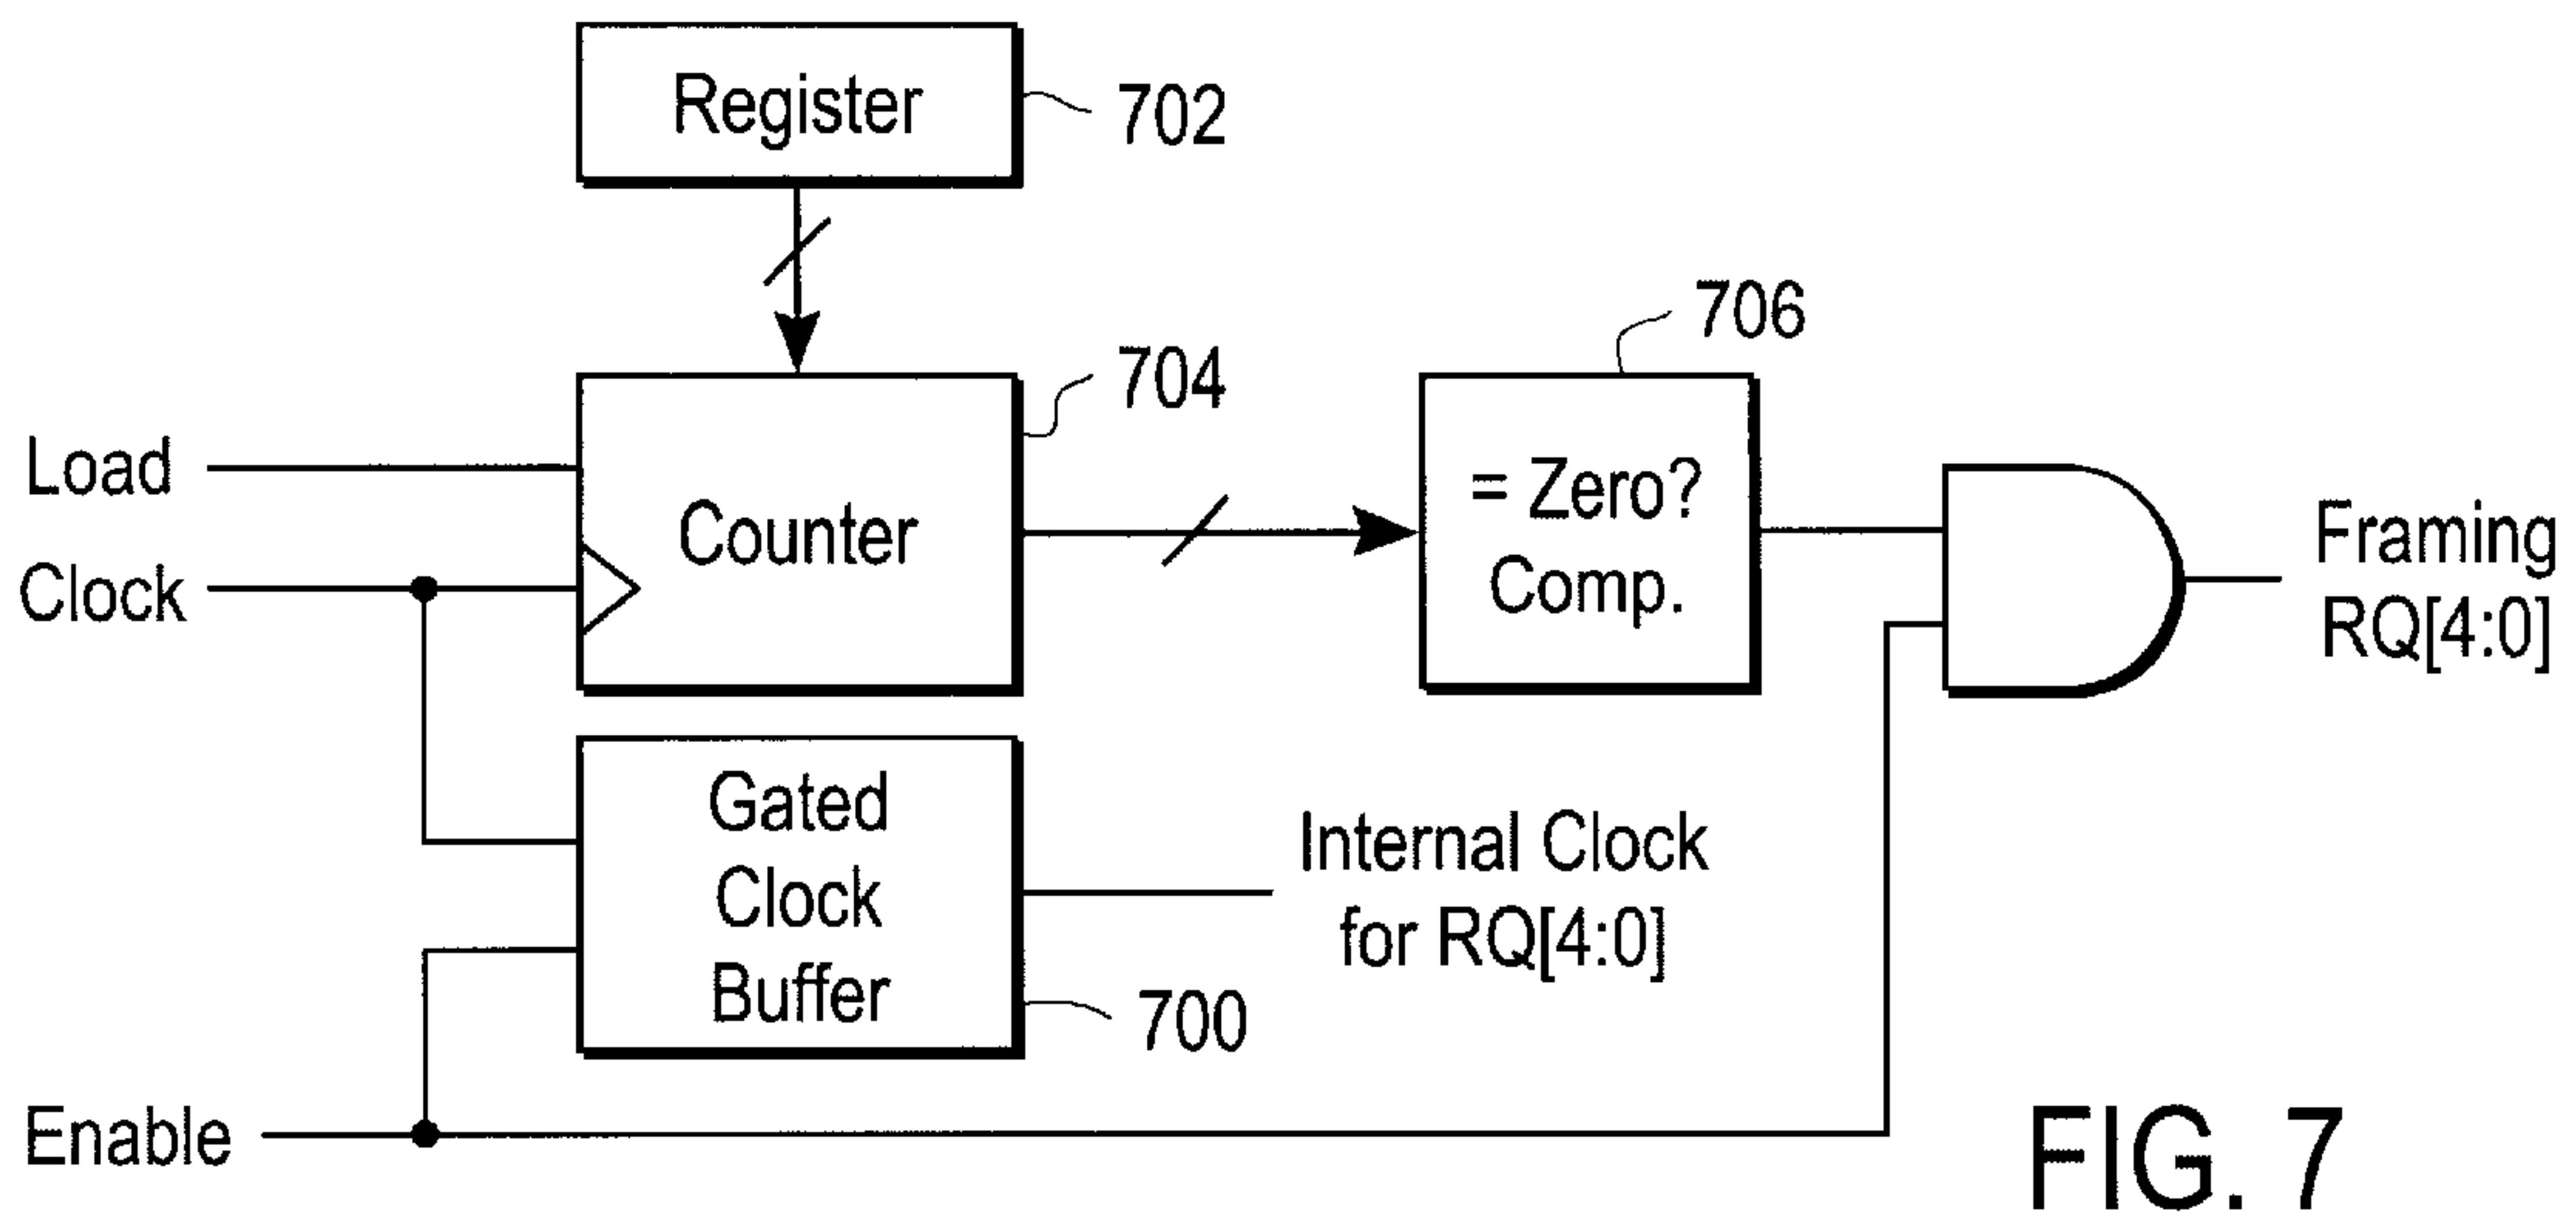 Register
702
704
706
Load
Clock
Counter
= Zero?
Comp.
Framing
RQ[4:0]
Gated
Clock
Buffer
Internal Clock
for RQ[4:0]
700
Enable
FIG. 7